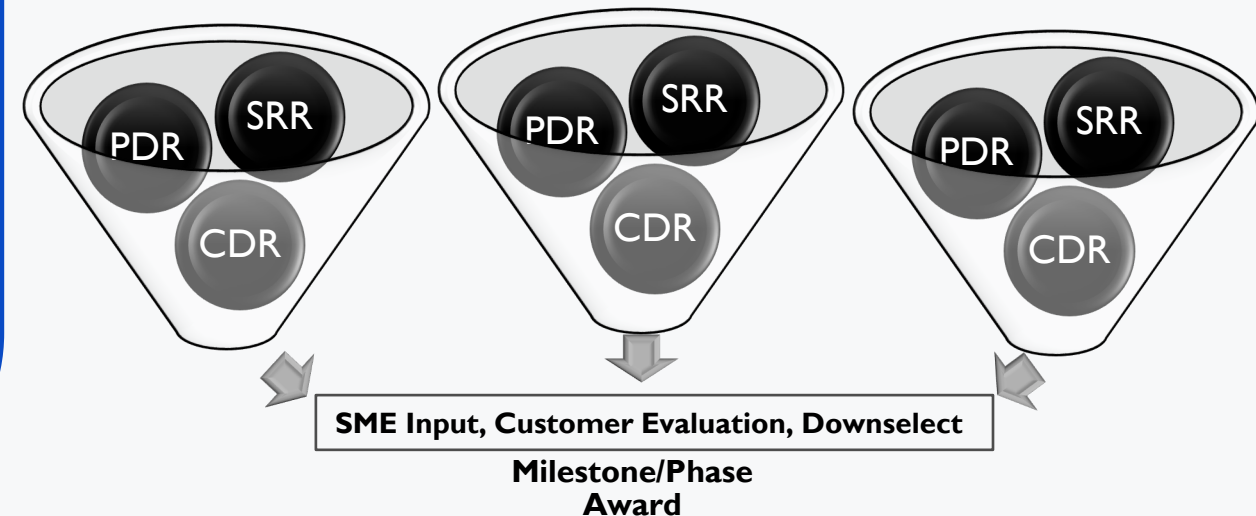 PDR
SRR
CDR
PDR
SRR
CDR
PDR
SRR
CDR
SME Input, Customer Evaluation, Downselect
Milestone/Phase
Award